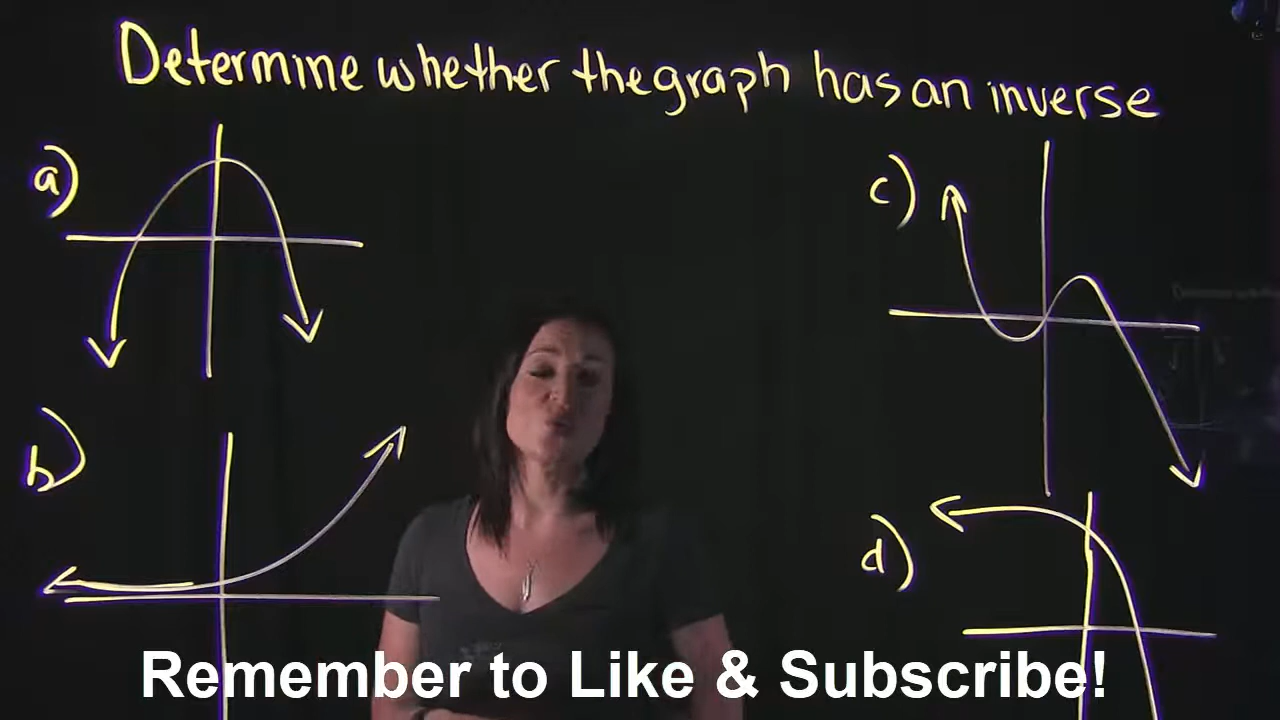 Determine whether the graph has an inverse
a)
c)
b)
d)
Remember to Like & Subscribe!